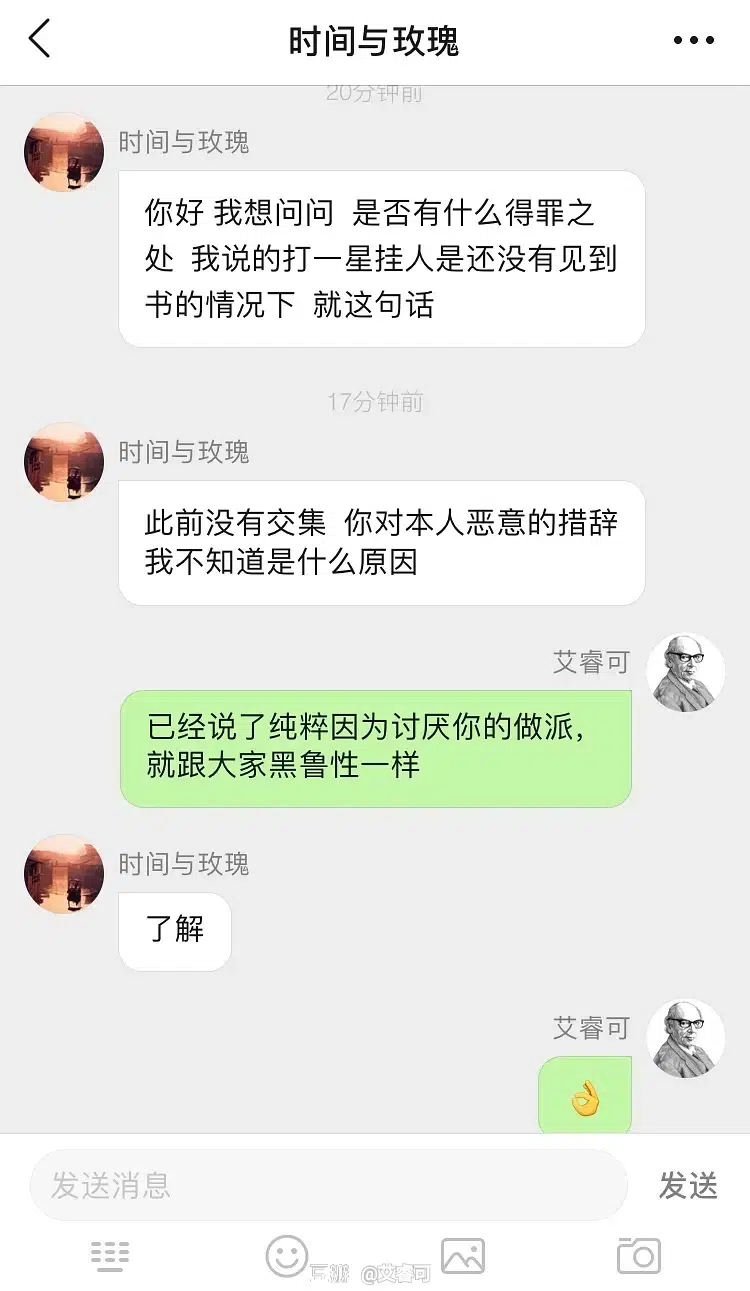 时间与玫瑰
20分钟前
时间与玫瑰
你好 我想问问 是否有什么得罪之
处 我说的打一星挂人是还没有见到
书的情况下 就这句话
17分钟前
时间与玫瑰
此前没有交集 你对本人恶意的措辞
我不知道是什么原因
艾睿可
已经说了纯粹因为讨厌你的做派，
就跟大家黑鲁性一样
时间与玫瑰
了解
艾睿可
👌
发送消息
发送
豆瓣 @艾睿可